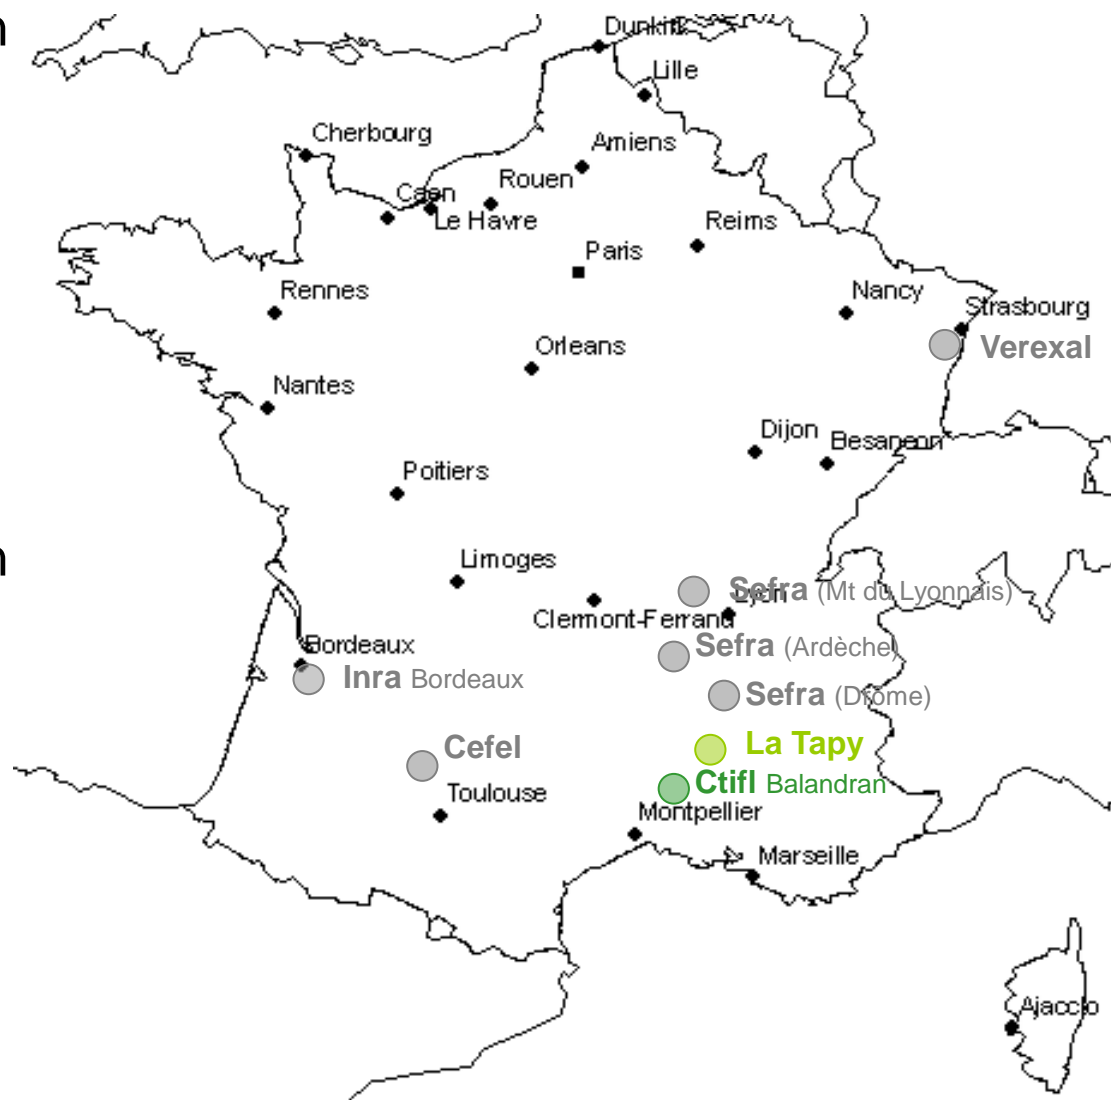 n
Dunkirk
Lille
Cherbourg
Amiens
Rouen
Caen
Le Havre
Reims
Paris
Rennes
Nancy
Strasbourg
Verexal
Orleans
Nantes
Dijon
Besancon
Poitiers
n
Limoges
Sefra (Mt du Lyonnais)
Lyon
Clermont-Ferrand
Bordeaux
Sefra (Ardèche)
Inra Bordeaux
Sefra (Drôme)
La Tapy
Cefel
Ctifl Balandran
Toulouse
Montpellier
Marseille
Ajaccio